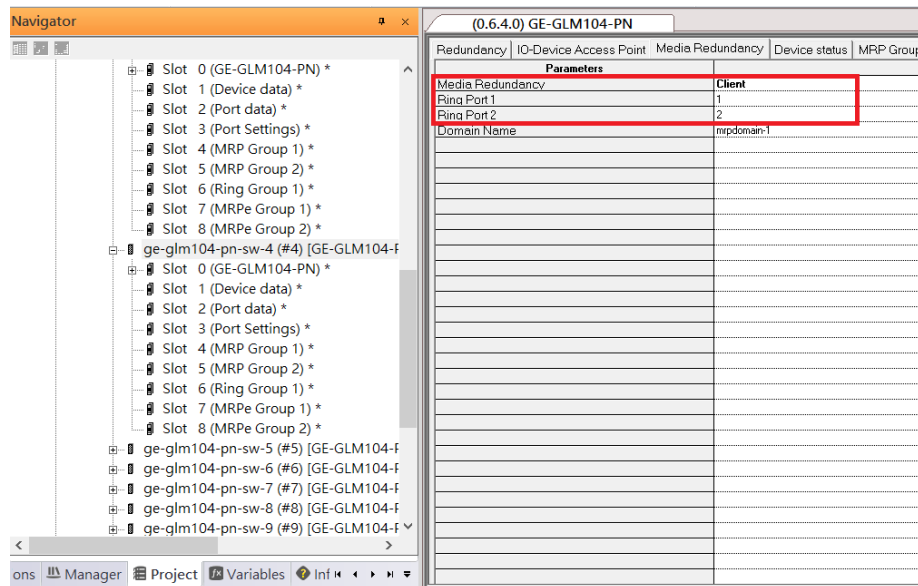 Navigator
Slot 0 (GE-GLM104-PN) *
Slot 1 (Device data) *
Slot 2 (Port data) *
Slot 3 (Port Settings) *
Slot 4 (MRP Group 1) *
Slot 5 (MRP Group 2) *
Slot 6 (Ring Group 1) *
Slot 7 (MRPe Group 1) *
Slot 8 (MRPe Group 2) *
ge-glm104-pn-sw-4 (#4) [GE-GLM104-F
Slot 0 (GE-GLM104-PN) *
Slot 1 (Device data) *
Slot 2 (Port data) *
Slot 3 (Port Settings) *
Slot 4 (MRP Group 1) *
Slot 5 (MRP Group 2) *
Slot 6 (Ring Group 1) *
Slot 7 (MRPe Group 1) *
Slot 8 (MRPe Group 2) *
ge-glm104-pn-sw-5 (#5) [GE-GLM104-F
ge-glm104-pn-sw-6 (#6) [GE-GLM104-F
ge-glm104-pn-sw-7 (#7) [GE-GLM104-F
ge-glm104-pn-sw-8 (#8) [GE-GLM104-F
ge-glm104-pn-sw-9 (#9) [GE-GLM104-F
ons Manager Project Variables Inf
(0.6.4.0) GE-GLM104-PN
Redundancy IO-Device Access Point Media Redundancy Device status MRP Group
Parameters
Media Redundancy Client
Ring Port 1 1
Ring Port 2 2
Domain Name mrpdomain-1